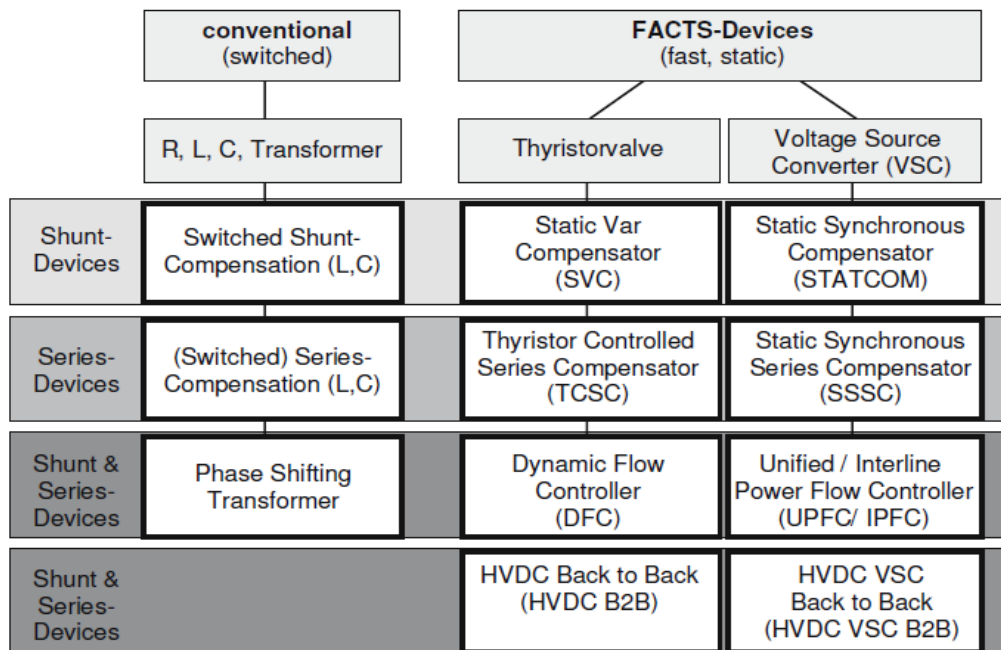 conventional
(switched)
FACTS-Devices
(fast, static)
R, L, C, Transformer
Thyristorvalve
Voltage Source
Converter (VSC)
Shunt-
Devices
Switched Shunt-
Compensation (L,C)
Static Var
Compensator
(SVC)
Static Synchronous
Compensator
(STATCOM)
Series-
Devices
(Switched) Series-
Compensation (L,C)
Thyristor Controlled
Series Compensator
(TCSC)
Static Synchronous
Series Compensator
(SSSC)
Shunt &
Series-
Devices
Phase Shifting
Transformer
Dynamic Flow
Controller
(DFC)
Unified / Interline
Power Flow Controller
(UPFC/ IPFC)
Shunt &
Series-
Devices
HVDC Back to Back
(HVDC B2B)
HVDC VSC
Back to Back
(HVDC VSC B2B)